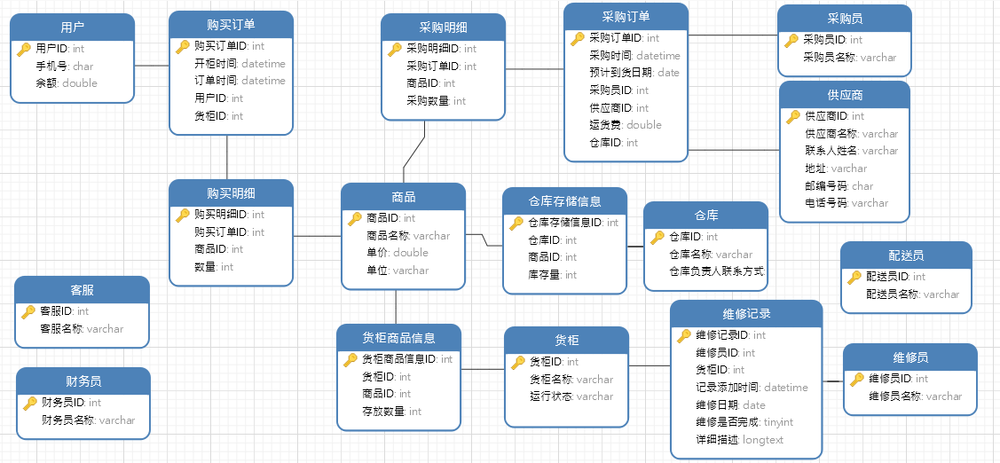 用户
用户ID: int
手机号: char
余额: double
购买订单
购买订单ID: int
开柜时间: datetime
订单时间: datetime
用户ID: int
货柜ID: int
采购明细
采购明细ID: int
采购订单ID: int
商品ID: int
采购数量: int
采购订单
采购订单ID: int
采购时间: datetime
预计到货日期: date
采购员ID: int
供应商ID: int
运货费: double
仓库ID: int
采购员
采购员ID: int
采购员名称: varchar
供应商
供应商ID: int
供应商名称: varchar
联系人姓名: varchar
地址: varchar
邮编号码: char
电话号码: varchar
购买明细
购买明细ID: int
购买订单ID: int
商品ID: int
数量: int
商品
商品ID: int
商品名称: varchar
单价: double
单位: varchar
仓库存储信息
仓库存储信息ID: int
仓库ID: int
商品ID: int
库存量: int
仓库
仓库ID: int
仓库名称: varchar
仓库负责人联系方式:
配送员
配送员ID: int
配送员名称: varchar
客服
客服ID: int
客服名称: varchar
财务员
财务员ID: int
财务员名称: varchar
货柜商品信息
货柜商品信息ID: int
货柜ID: int
商品ID: int
存放数量: int
货柜
货柜ID: int
货柜名称: varchar
运行状态: varchar
维修记录
维修记录ID: int
维修员ID: int
货柜ID: int
记录添加时间: datetime
维修日期: date
维修是否完成: tinyint
详细描述: longtext
维修员
维修员ID: int
维修员名称: varchar